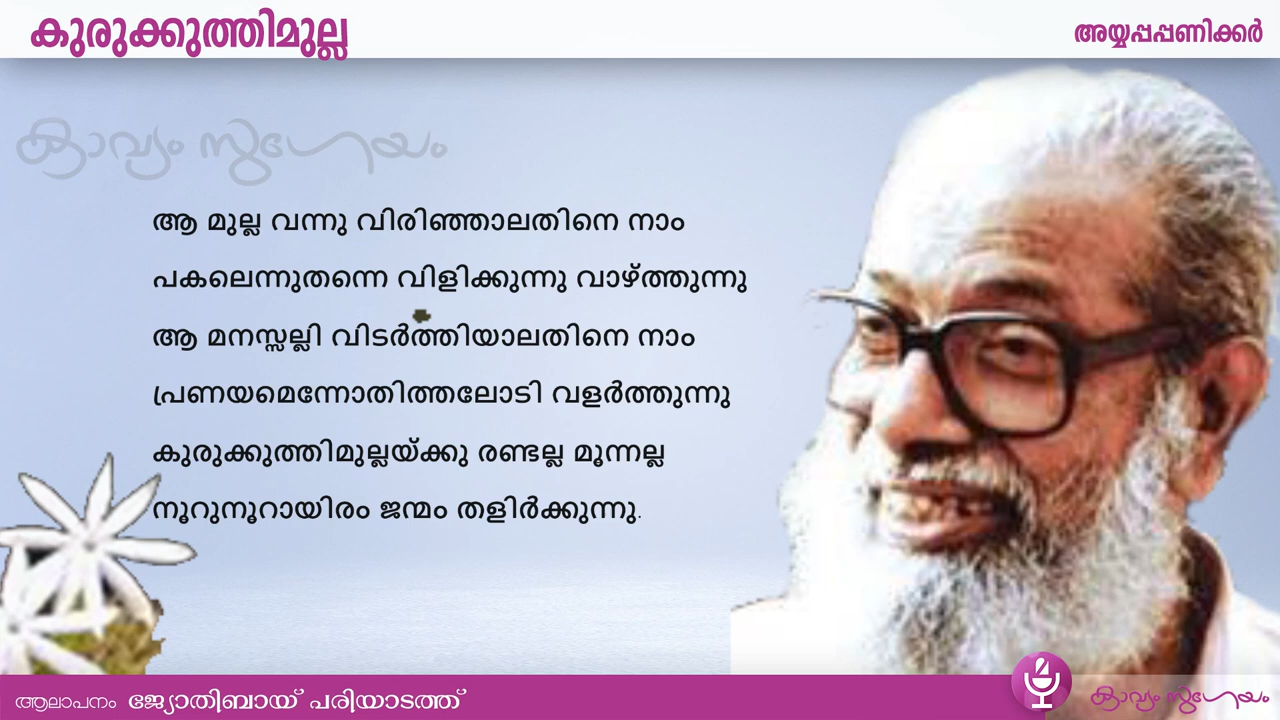 കുരുക്കുത്തിമുല്ല
അയ്യപ്പപ്പണിക്കർ
കാവ്യം സുഗേയം
ആ മുല്ല വന്നു വിരിഞ്ഞാലതിനെ നാം
പകലെന്നുതന്നെ വിളിക്കുന്നു വാഴ്ത്തുന്നു
ആ മനസ്സല്ലി വിടർത്തിയാലതിനെ നാം
പ്രണയമെന്നോതിത്തലോടി വളർത്തുന്നു
കുരുക്കുത്തിമുല്ലയ്ക്കു രണ്ടല്ല മൂന്നല്ല
നൂറുനൂറായിരം ജന്മം തളിർക്കുന്നു.
ആലാപനം ജ്യോതിബായ് പരിയാടത്ത്
കാവ്യം സുഗേയം